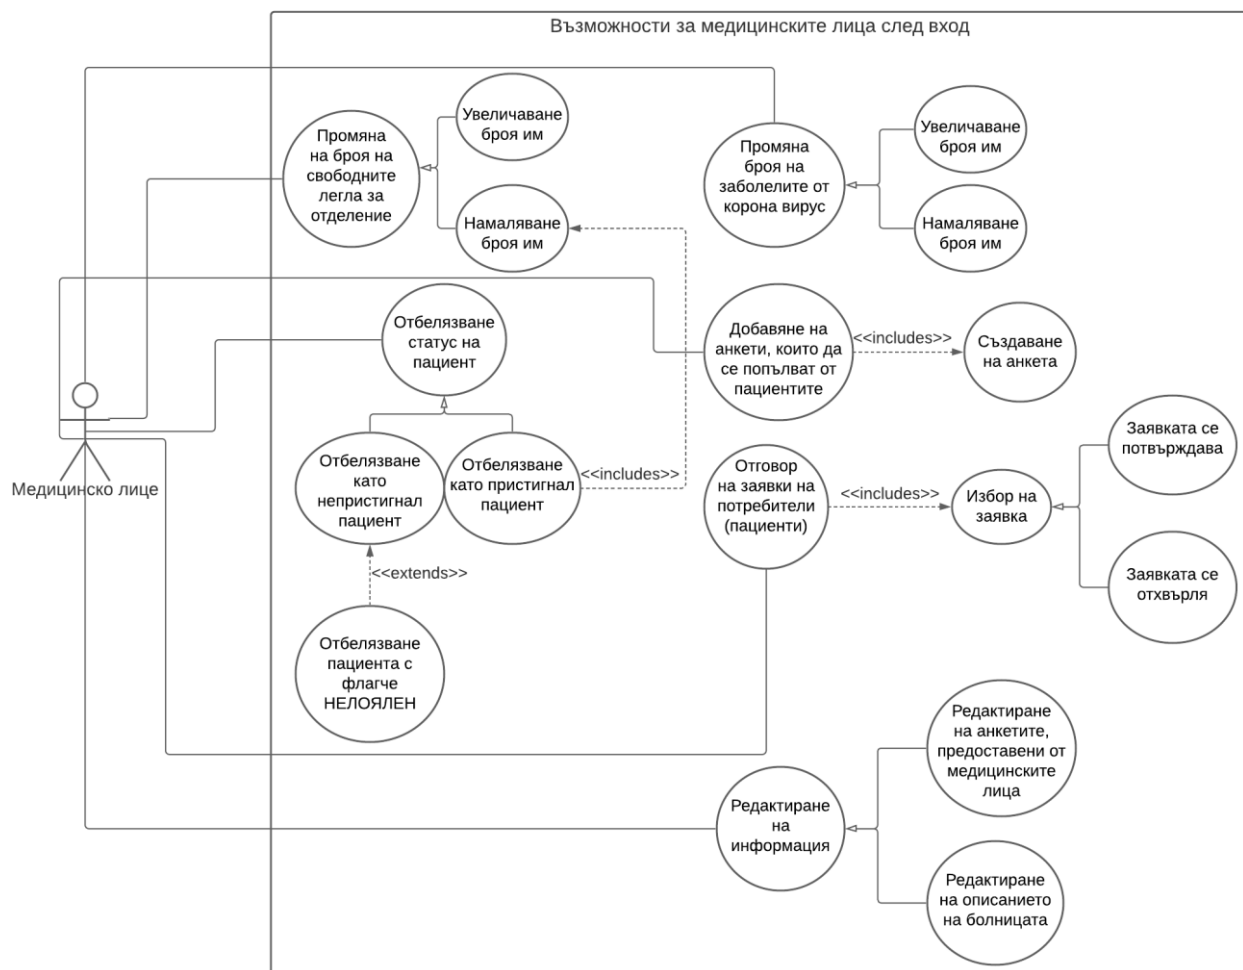 Възможности за медицинските лица след вход
Увеличаване
броя им
Промяна
на броя на
свободните
легла за
отделение
Намаляване
броя им
Промяна
броя на
заболелите от
корона вирус
Увеличаване
броя им
Намаляване
броя им
Отбелязване
статус на
пациент
Добавяне на
анкети, които да
се попълват от
пациентите
<<includes>>
Създаване
на анкета
Медицинско лице
Отбелязване
като
непристигнал
пациент
Отбелязване
като пристигнал
пациент
<<includes>>
Отговор
на заявки на
потребители
(пациенти)
<<includes>>
Избор на
заявка
Заявката се
потвърждава
Заявката се
отхвърля
<<extends>>
Отбелязване
пациента с
флагче
НЕЛОЯЛЕН
Редактиране
на
информация
Редактиране
на анкетите,
предоставени от
медицинските
лица
Редактиране
на описанието
на болницата